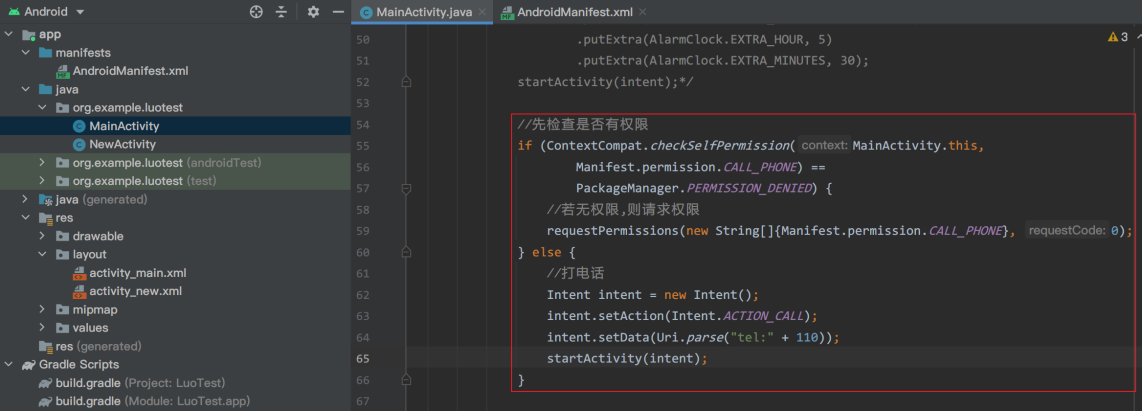 Android
MainActivity.java
AndroidManifest.xml
app
manifests
AndroidManifest.xml
java
org.example.luotest
MainActivity
NewActivity
org.example.luotest (androidTest)
org.example.luotest (test)
java (generated)
res
drawable
layout
activity_main.xml
activity_new.xml
mipmap
values
res (generated)
Gradle Scripts
build.gradle (Project: LuoTest)
build.gradle (Module: LuoTest.app)
50 .putExtra(AlarmClock.EXTRA_HOUR, 5)
3
51 .putExtra(AlarmClock.EXTRA_MINUTES, 30);
52 startActivity(intent);*/
53
54 //先检查是否有权限
55 if (ContextCompat.checkSelfPermission( context: MainActivity.this,
56 Manifest.permission.CALL_PHONE) ==
57 PackageManager.PERMISSION_DENIED) {
58 //若无权限,则请求权限
59 requestPermissions(new String[]{Manifest.permission.CALL_PHONE}, requestCode: 0);
60 } else {
61 //打电话
62 Intent intent = new Intent();
63 intent.setAction(Intent.ACTION_CALL);
64 intent.setData(Uri.parse("tel:" + 110));
65 startActivity(intent);
66 }
67